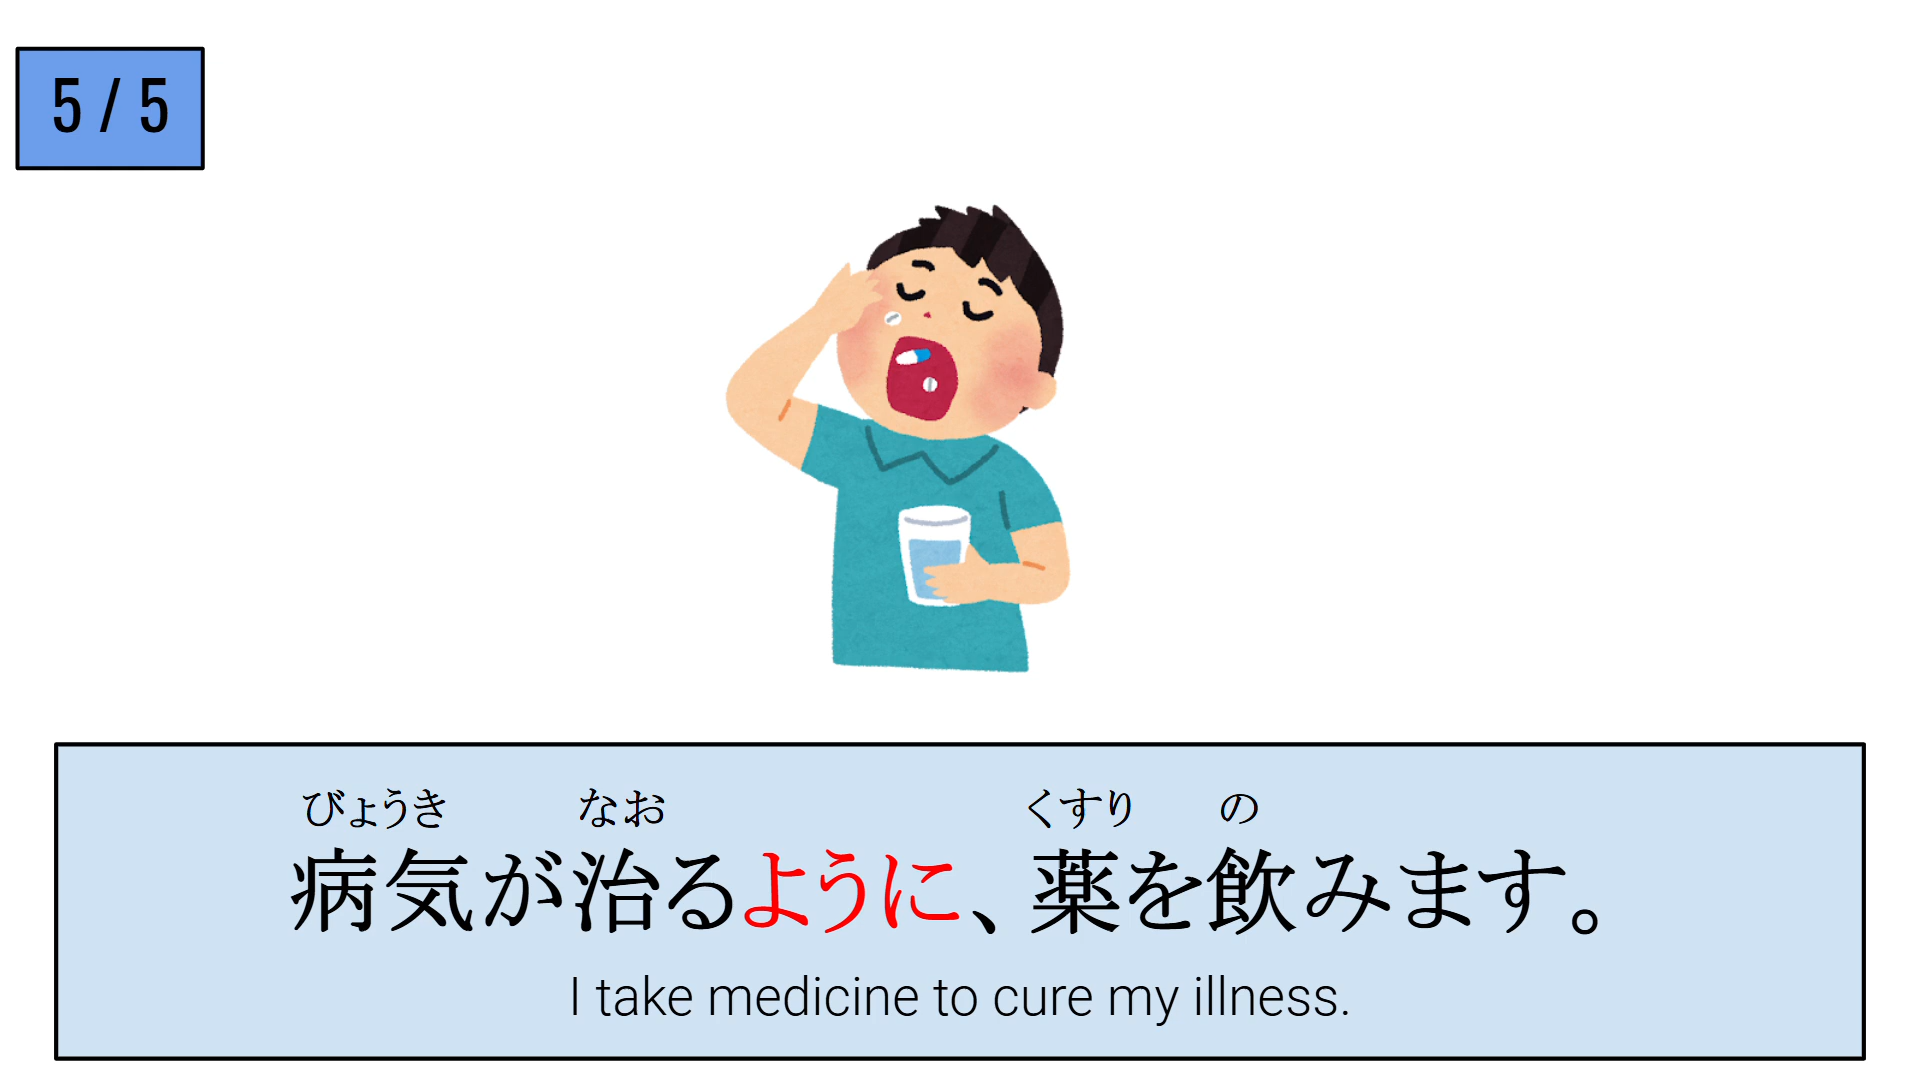 5 / 5
びょうき なお くすり の
病気が治るように、薬を飲みます。
I take medicine to cure my illness.